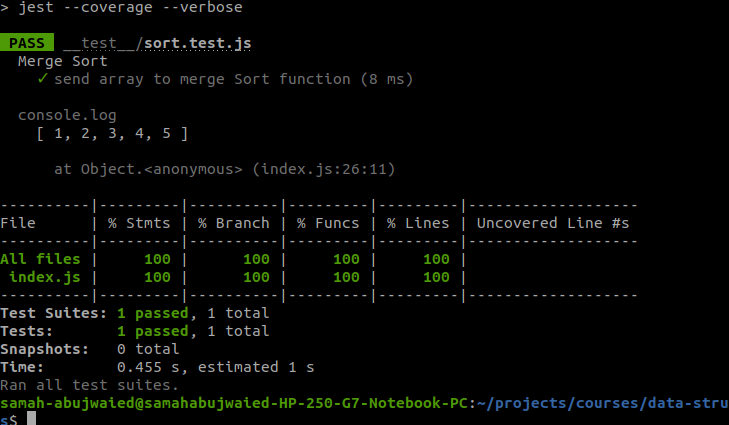 > jest --coverage --verbose
PASS __test__/sort.test.js
Merge Sort
✓ send array to merge Sort function (8 ms)
console.log
[ 1, 2, 3, 4, 5 ]
at Object.<anonymous> (index.js:26:11)
----------|---------|----------|---------|---------|-------------------
File      | % Stmts | % Branch | % Funcs | % Lines | Uncovered Line #s
----------|---------|----------|---------|---------|-------------------
All files |     100 |      100 |     100 |     100 |
 index.js |     100 |      100 |     100 |     100 |
----------|---------|----------|---------|---------|-------------------
Test Suites: 1 passed, 1 total
Tests:       1 passed, 1 total
Snapshots:   0 total
Time:        0.455 s, estimated 1 s
Ran all test suites.
samah-abujwaied@samahabujwaied-HP-250-G7-Notebook-PC:~/projects/courses/data-stru
s$